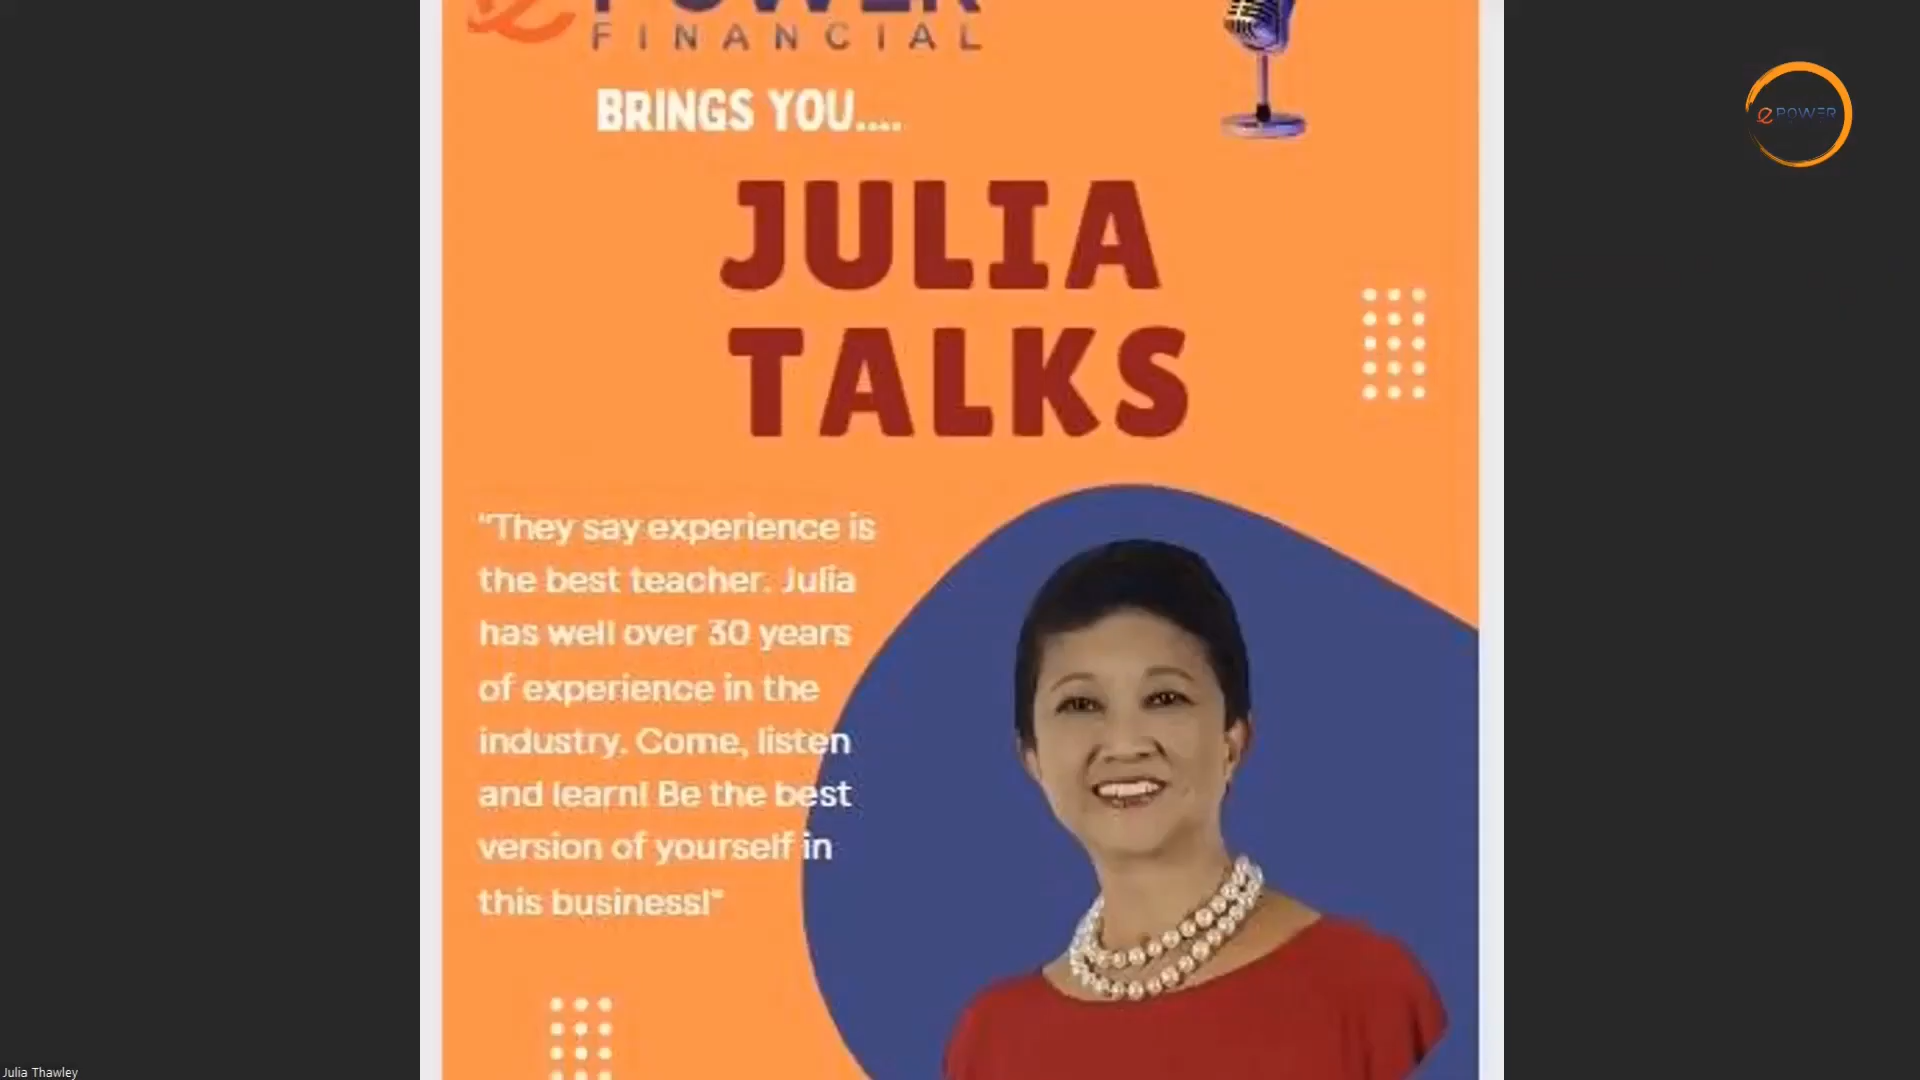 e POWER
FINANCIAL
BRINGS YOU....
e POWER
JULIA
TALKS
"They say experience is
the best teacher. Julia
has well over 30 years
of experience in the
industry. Come, listen
and learn! Be the best
version of yourself in
this business!"
Julia Thawley